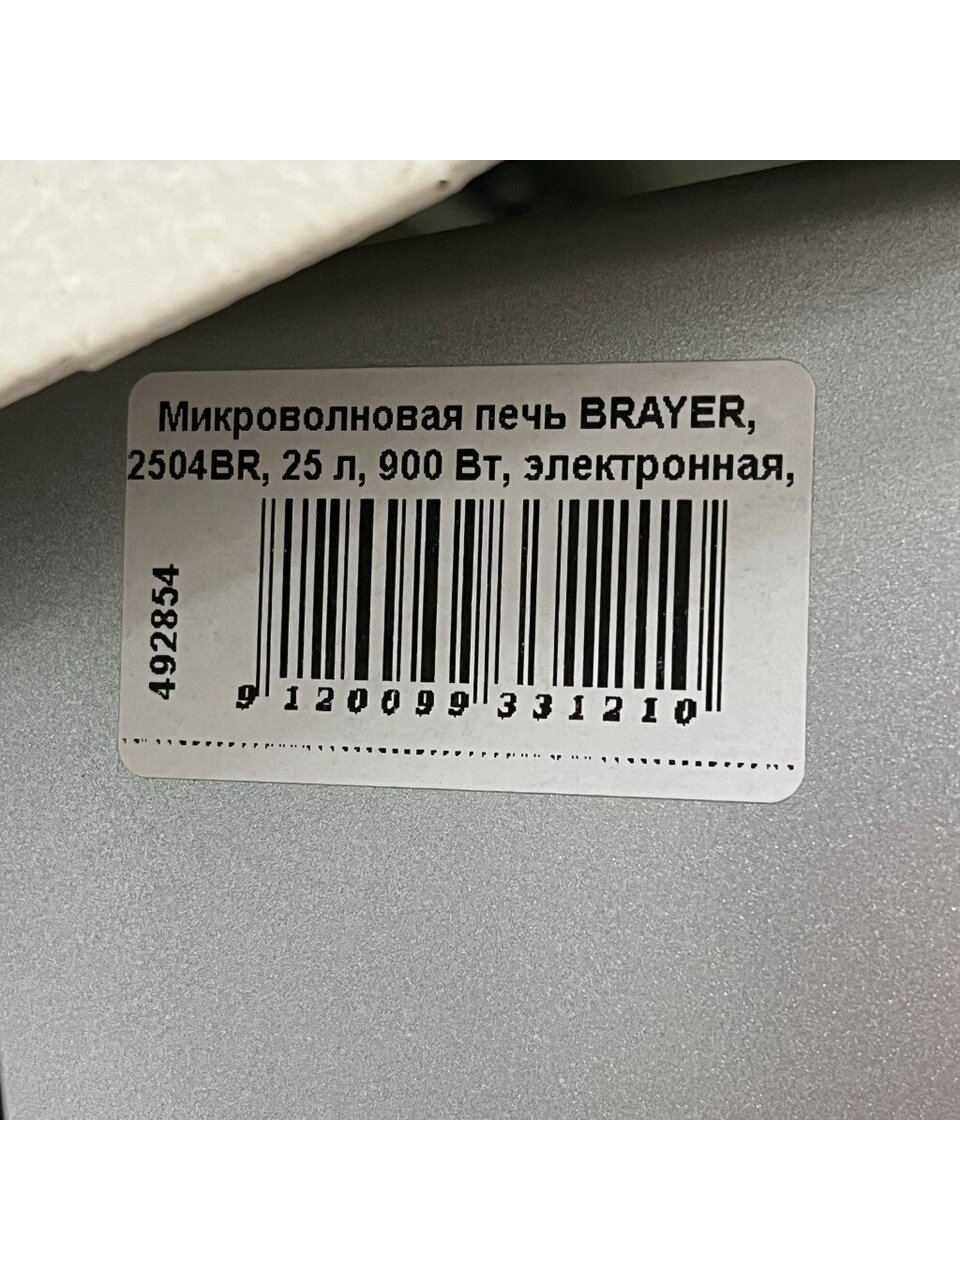 Микроволновая печь BRAYER,
2504BR, 25 л, 900 Вт, электронная,
492854
9 120099 331210